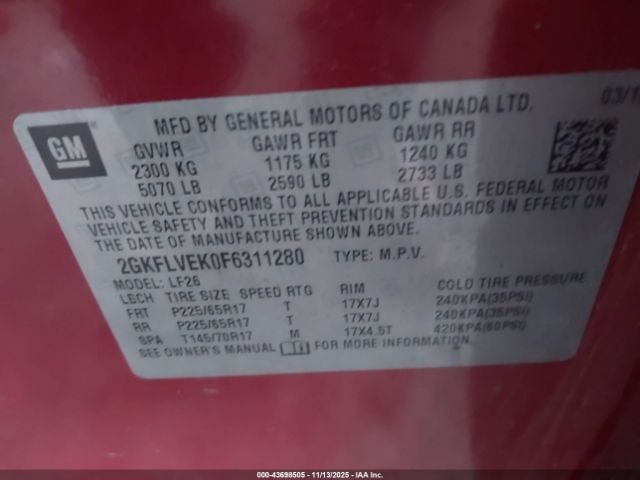 GM
MFD BY GENERAL MOTORS OF CANADA LTD. 03/1
GVWR GAWR FRT GAWR RR
2300 KG 1175 KG 1240 KG
5070 LB 2590 LB 2733 LB
THIS VEHICLE CONFORMS TO ALL APPLICABLE U.S. FEDERAL MOTOR
VEHICLE SAFETY AND THEFT PREVENTION STANDARDS IN EFFECT ON
THE DATE OF MANUFACTURE SHOWN ABOVE.
2GKFLVEK0F6311280 TYPE: M.P.V.
MODEL: LF26
LSCH TIRE SIZE SPEED RTG RIM COLD TIRE PRESSURE
FRT P225/65R17 T 17X7J 240KPA(35PSI)
RR P225/65R17 T 17X7J 240KPA(35PSI)
SPA T145/70R17 M 17X4.5T 420KPA(60PSI)
SEE OWNER'S MANUAL FOR MORE INFORMATION.
000-43698505 - 11/13/2025 - IAA Inc.